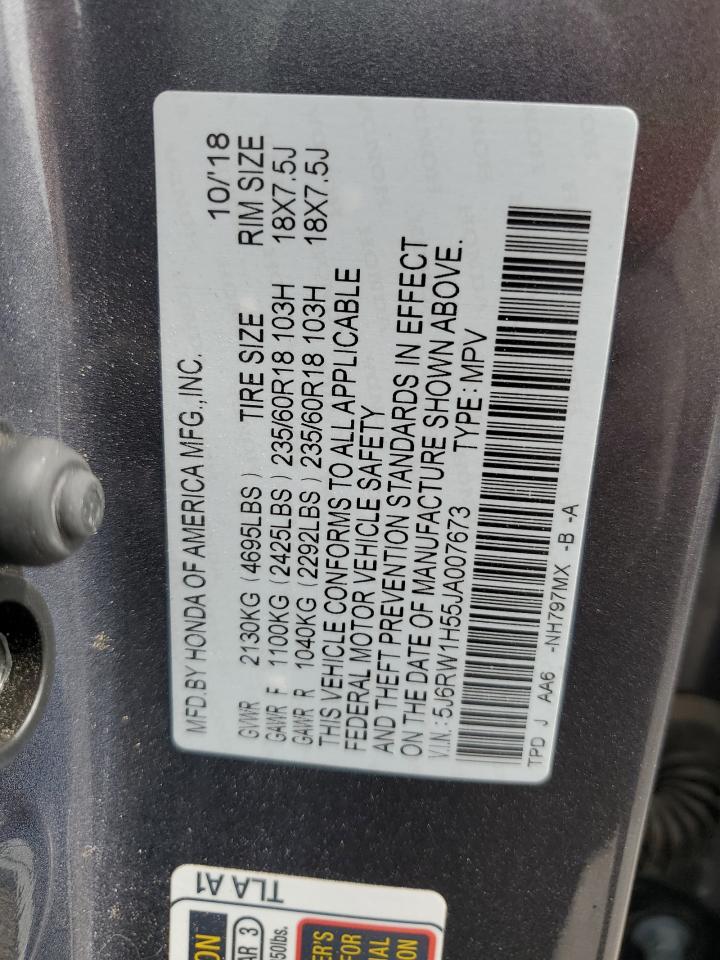 MFD.BY HONDA OF AMERICA MFG.,INC. 10/'18
GVWR 2130KG (4695LBS) TIRE SIZE RIM SIZE
GAWR F 1100KG (2425LBS) 235/60R18 103H 18X7.5J
GAWR R 1040KG (2292LBS) 235/60R18 103H 18X7.5J
THIS VEHICLE CONFORMS TO ALL APPLICABLE
FEDERAL MOTOR VEHICLE SAFETY
AND THEFT PREVENTION STANDARDS IN EFFECT
ON THE DATE OF MANUFACTURE SHOWN ABOVE.
V.I.N.: 5J6RW1H55JA007673 TYPE: MPV
TPD J AA6 -NH797MX -B -A
TLA A1